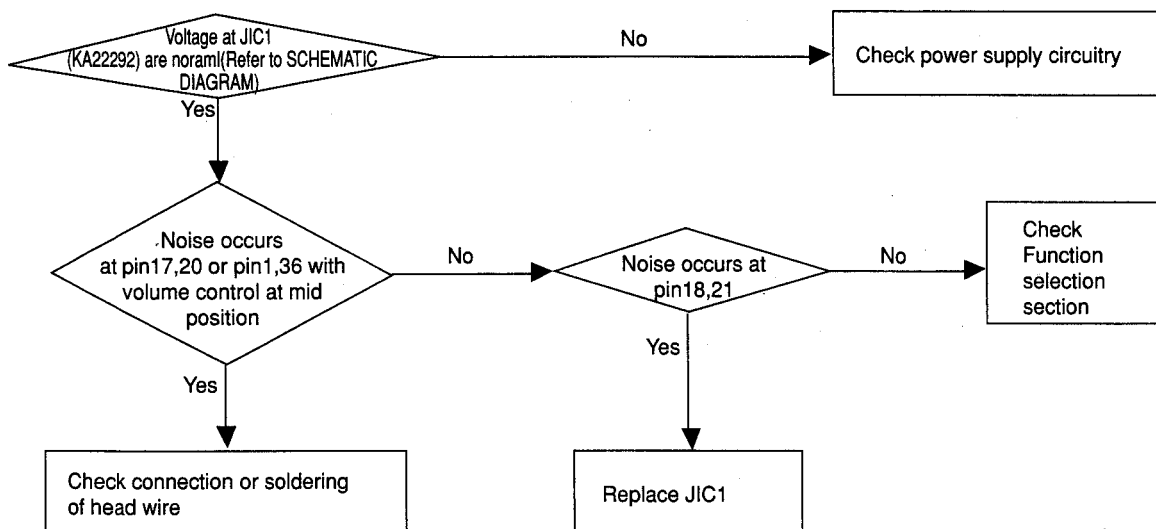 Voltage at JIC1
(KA22292) are noraml(Refer to SCHEMATIC
DIAGRAM)
No
Check power supply circuitry
Yes
Noise occurs
at pin17,20 or pin1,36 with
volume control at mid
position
No
Noise occurs at
pin18,21
No
Check
Function
selection
section
Yes
Yes
Check connection or soldering
of head wire
Replace JIC1